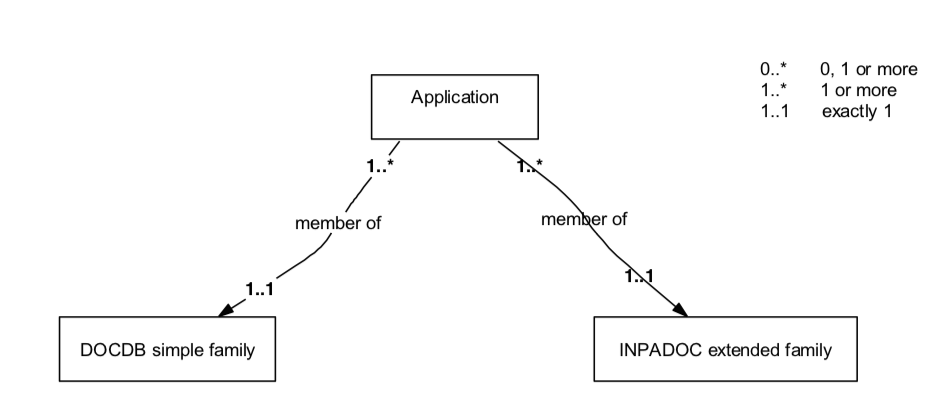 0..* 0, 1 or more
Application
1..* 1 or more
1..1 exactly 1
1..* 1..*
member of member of
1..1 1..1
DOCDB simple family INPADOC extended family